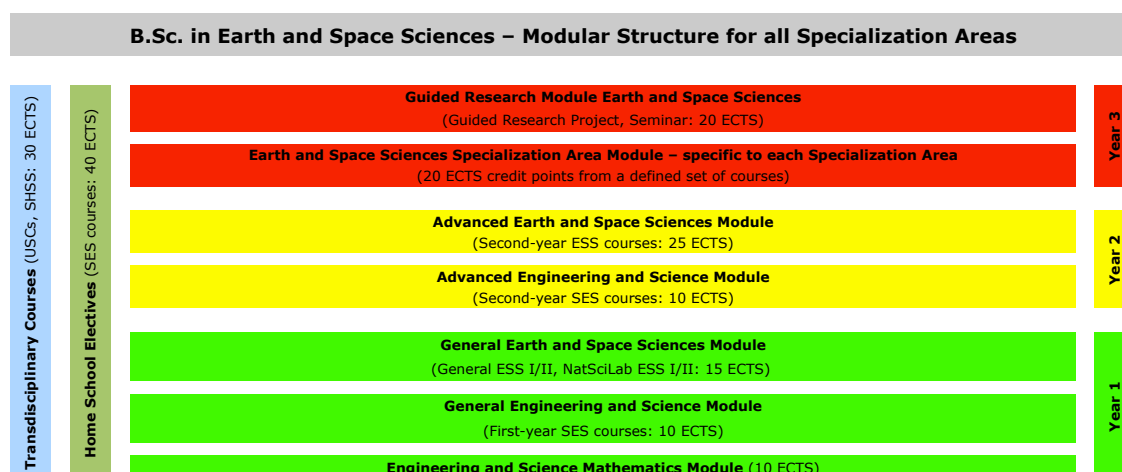 B.Sc. in Earth and Space Sciences – Modular Structure for all Specialization Areas
Transdisciplinary Courses (USCs, SHSS: 30 ECTS)
Home School Electives (SES courses: 40 ECTS)
Guided Research Module Earth and Space Sciences
(Guided Research Project, Seminar: 20 ECTS)
Earth and Space Sciences Specialization Area Module – specific to each Specialization Area
(20 ECTS credit points from a defined set of courses)
Year 3
Advanced Earth and Space Sciences Module
(Second-year ESS courses: 25 ECTS)
Advanced Engineering and Science Module
(Second-year SES courses: 10 ECTS)
Year 2
General Earth and Space Sciences Module
(General ESS I/II, NatSciLab ESS I/II: 15 ECTS)
General Engineering and Science Module
(First-year SES courses: 10 ECTS)
Engineering and Science Mathematics Module (10 ECTS)
Year 1